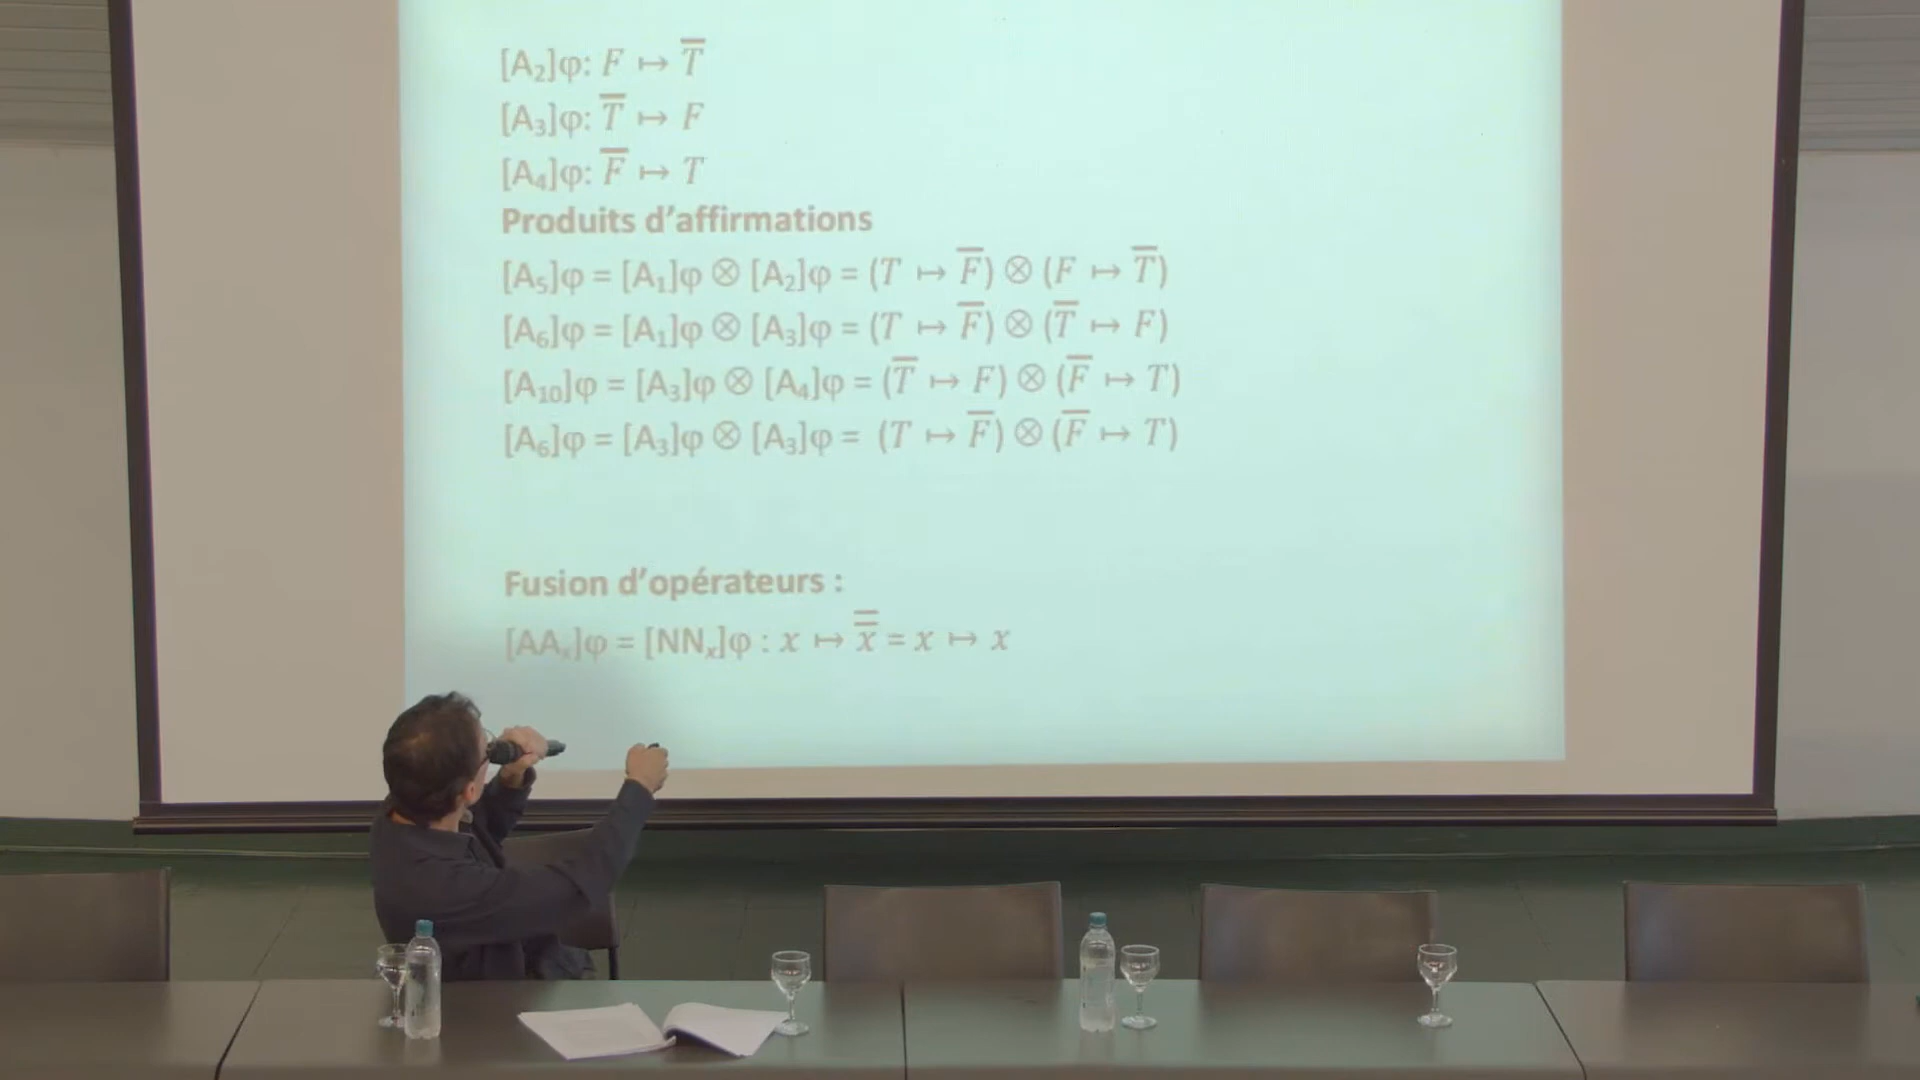 [A₂]φ: F ↦ T̅
[A₃]φ: T̅ ↦ F
[A₄]φ: F̅ ↦ T
Produits d’affirmations
[A₅]φ = [A₁]φ ⊗ [A₂]φ = (T ↦ F̅) ⊗ (F ↦ T̅)
[A₆]φ = [A₁]φ ⊗ [A₃]φ = (T ↦ F̅) ⊗ (T̅ ↦ F)
[A₁₀]φ = [A₃]φ ⊗ [A₄]φ = (T̅ ↦ F) ⊗ (F̅ ↦ T)
[A₆]φ = [A₃]φ ⊗ [A₃]φ = (T ↦ F̅) ⊗ (F̅ ↦ T)
Fusion d’opérateurs :
[AAₓ]φ = [NNₓ]φ : x ↦ x̿ = x ↦ x